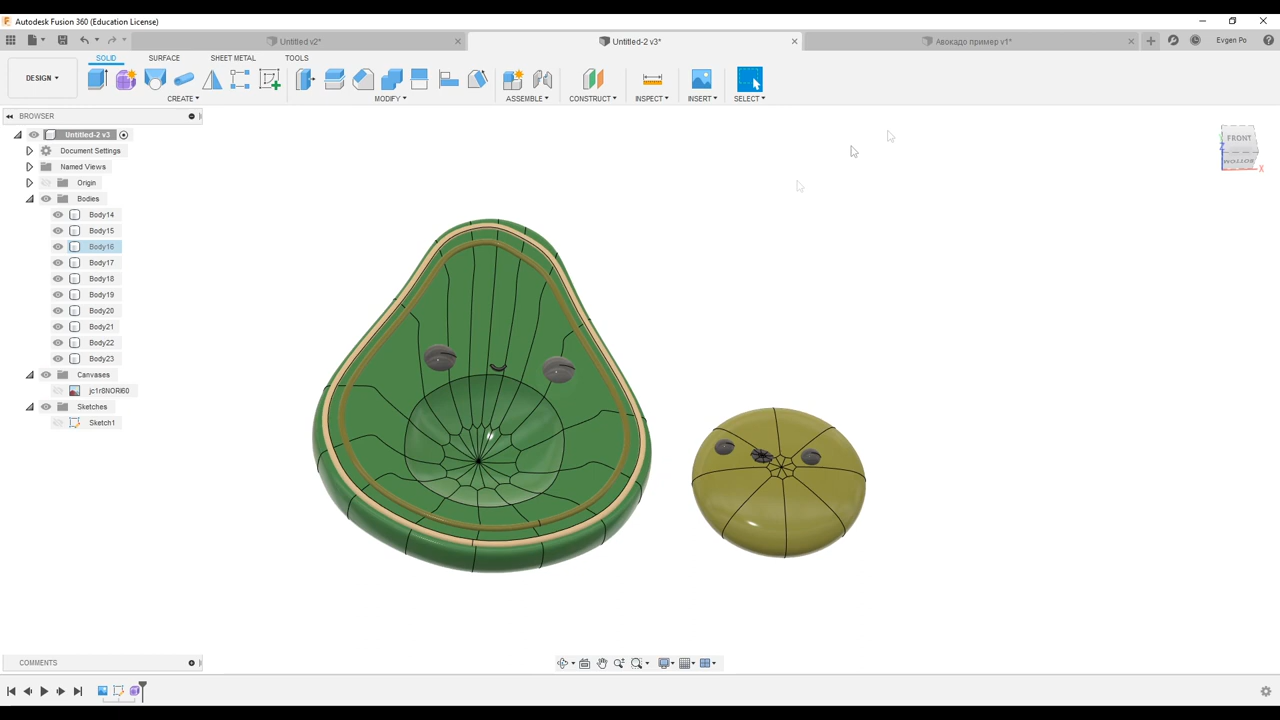 Autodesk Fusion 360 (Education License)
Untitled v2*
Untitled-2 v3*
Авокадо пример v1*
Evgen Po
SOLID SURFACE SHEET METAL TOOLS
DESIGN
CREATE MODIFY ASSEMBLE CONSTRUCT INSPECT INSERT SELECT
BROWSER
Untitled-2 v3
Document Settings
Named Views
Origin
Bodies
Body14
Body15
Body16
Body17
Body18
Body19
Body20
Body21
Body22
Body23
Canvases
jc1r8NORl60
Sketches
Sketch1
FRONT
BOTTOM
Z
X
COMMENTS